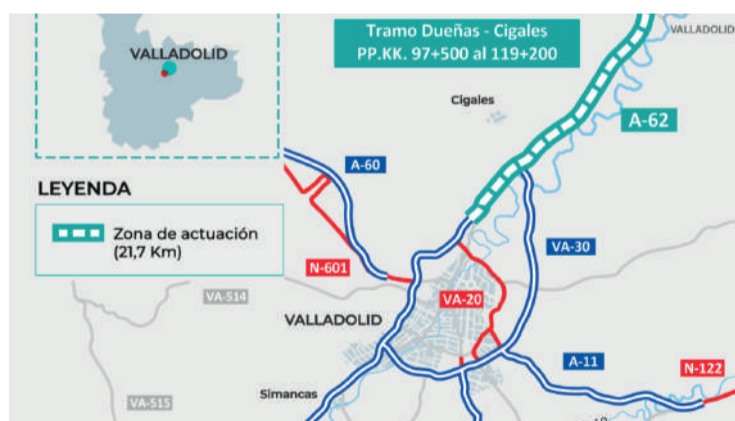 VALLADOLID
Tramo Dueñas - Cigales
PP.KK. 97+500 al 119+200
VALLADOLID
Cigales
A-62
A-60
LEYENDA
Zona de actuación
(21,7 Km)
N-601
VA-30
VA-514
VA-20
VALLADOLID
A-11
N-122
Simancas
VA-515